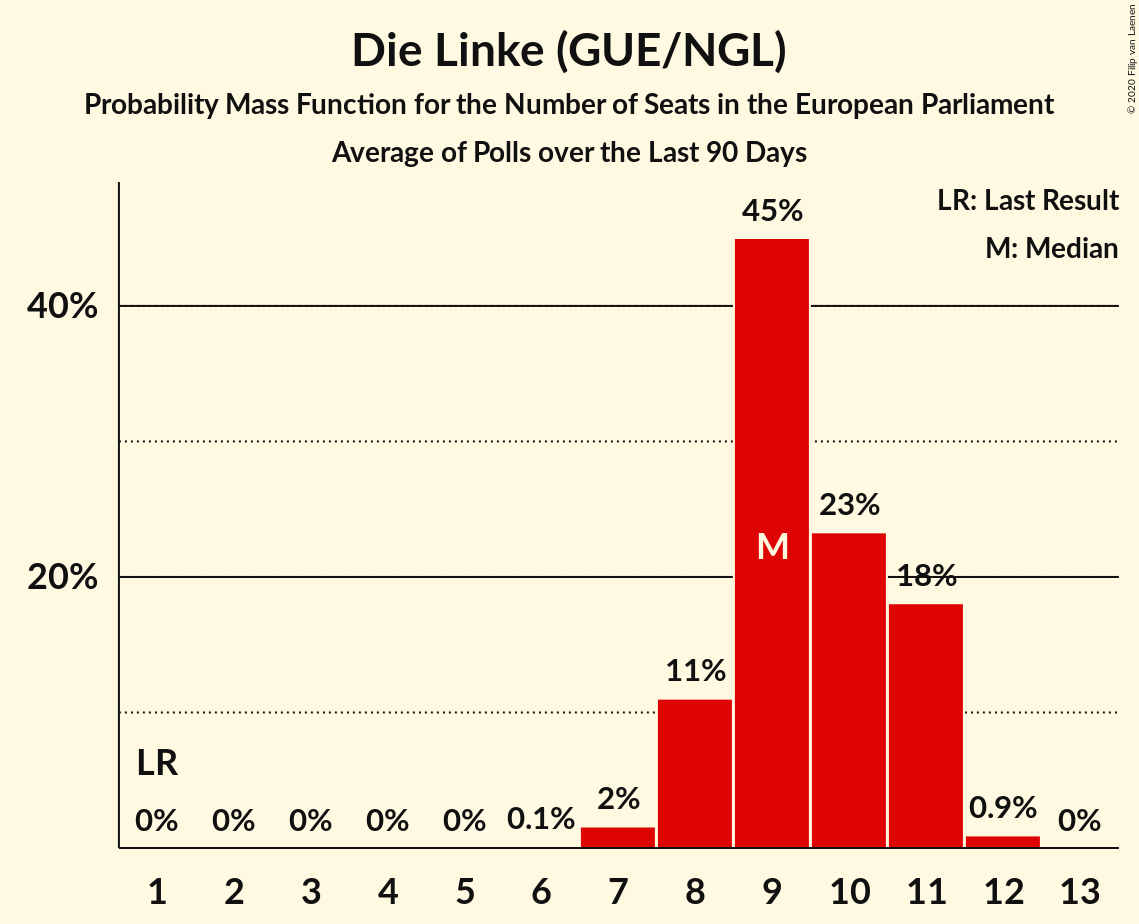 Die Linke (GUE/NGL)
Probability Mass Function for the Number of Seats in the European Parliament
Average of Polls over the Last 90 Days
© 2020 Filip van Laenen
LR: Last Result
M: Median
45%
40%
23%
M
18%
20%
11%
LR
2%
0.9%
0% 0% 0% 0% 0% 0.1% 0%
1 2 3 4 5 6 7 8 9 10 11 12 13